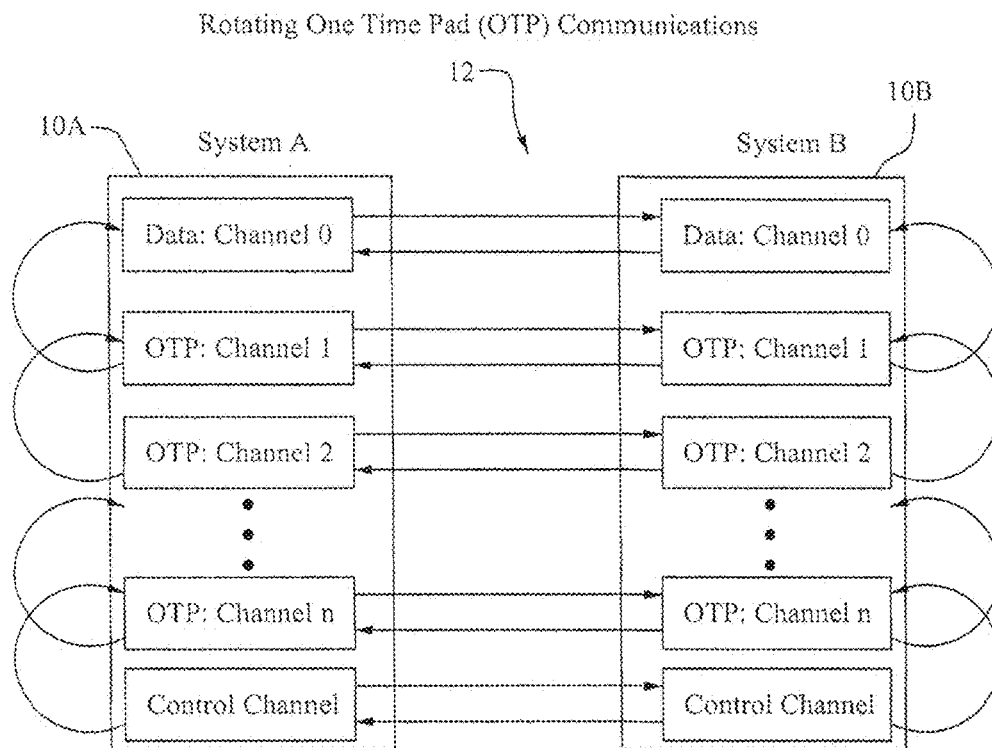 Rotating One Time Pad (OTP) Communications
12
10A
10B
System A
System B
Data: Channel 0
Data: Channel 0
OTP: Channel 1
OTP: Channel 1
OTP: Channel 2
OTP: Channel 2
OTP: Channel n
OTP: Channel n
Control Channel
Control Channel